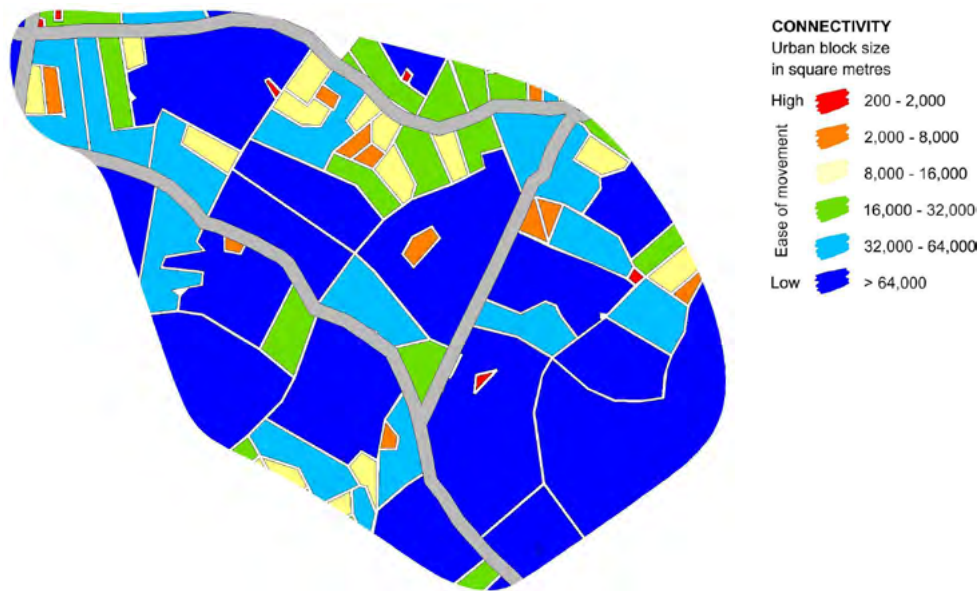 CONNECTIVITY
Urban block size
in square metres
High
Ease of movement
200 - 2,000
2,000 - 8,000
8,000 - 16,000
16,000 - 32,000
32,000 - 64,000
Low
> 64,000